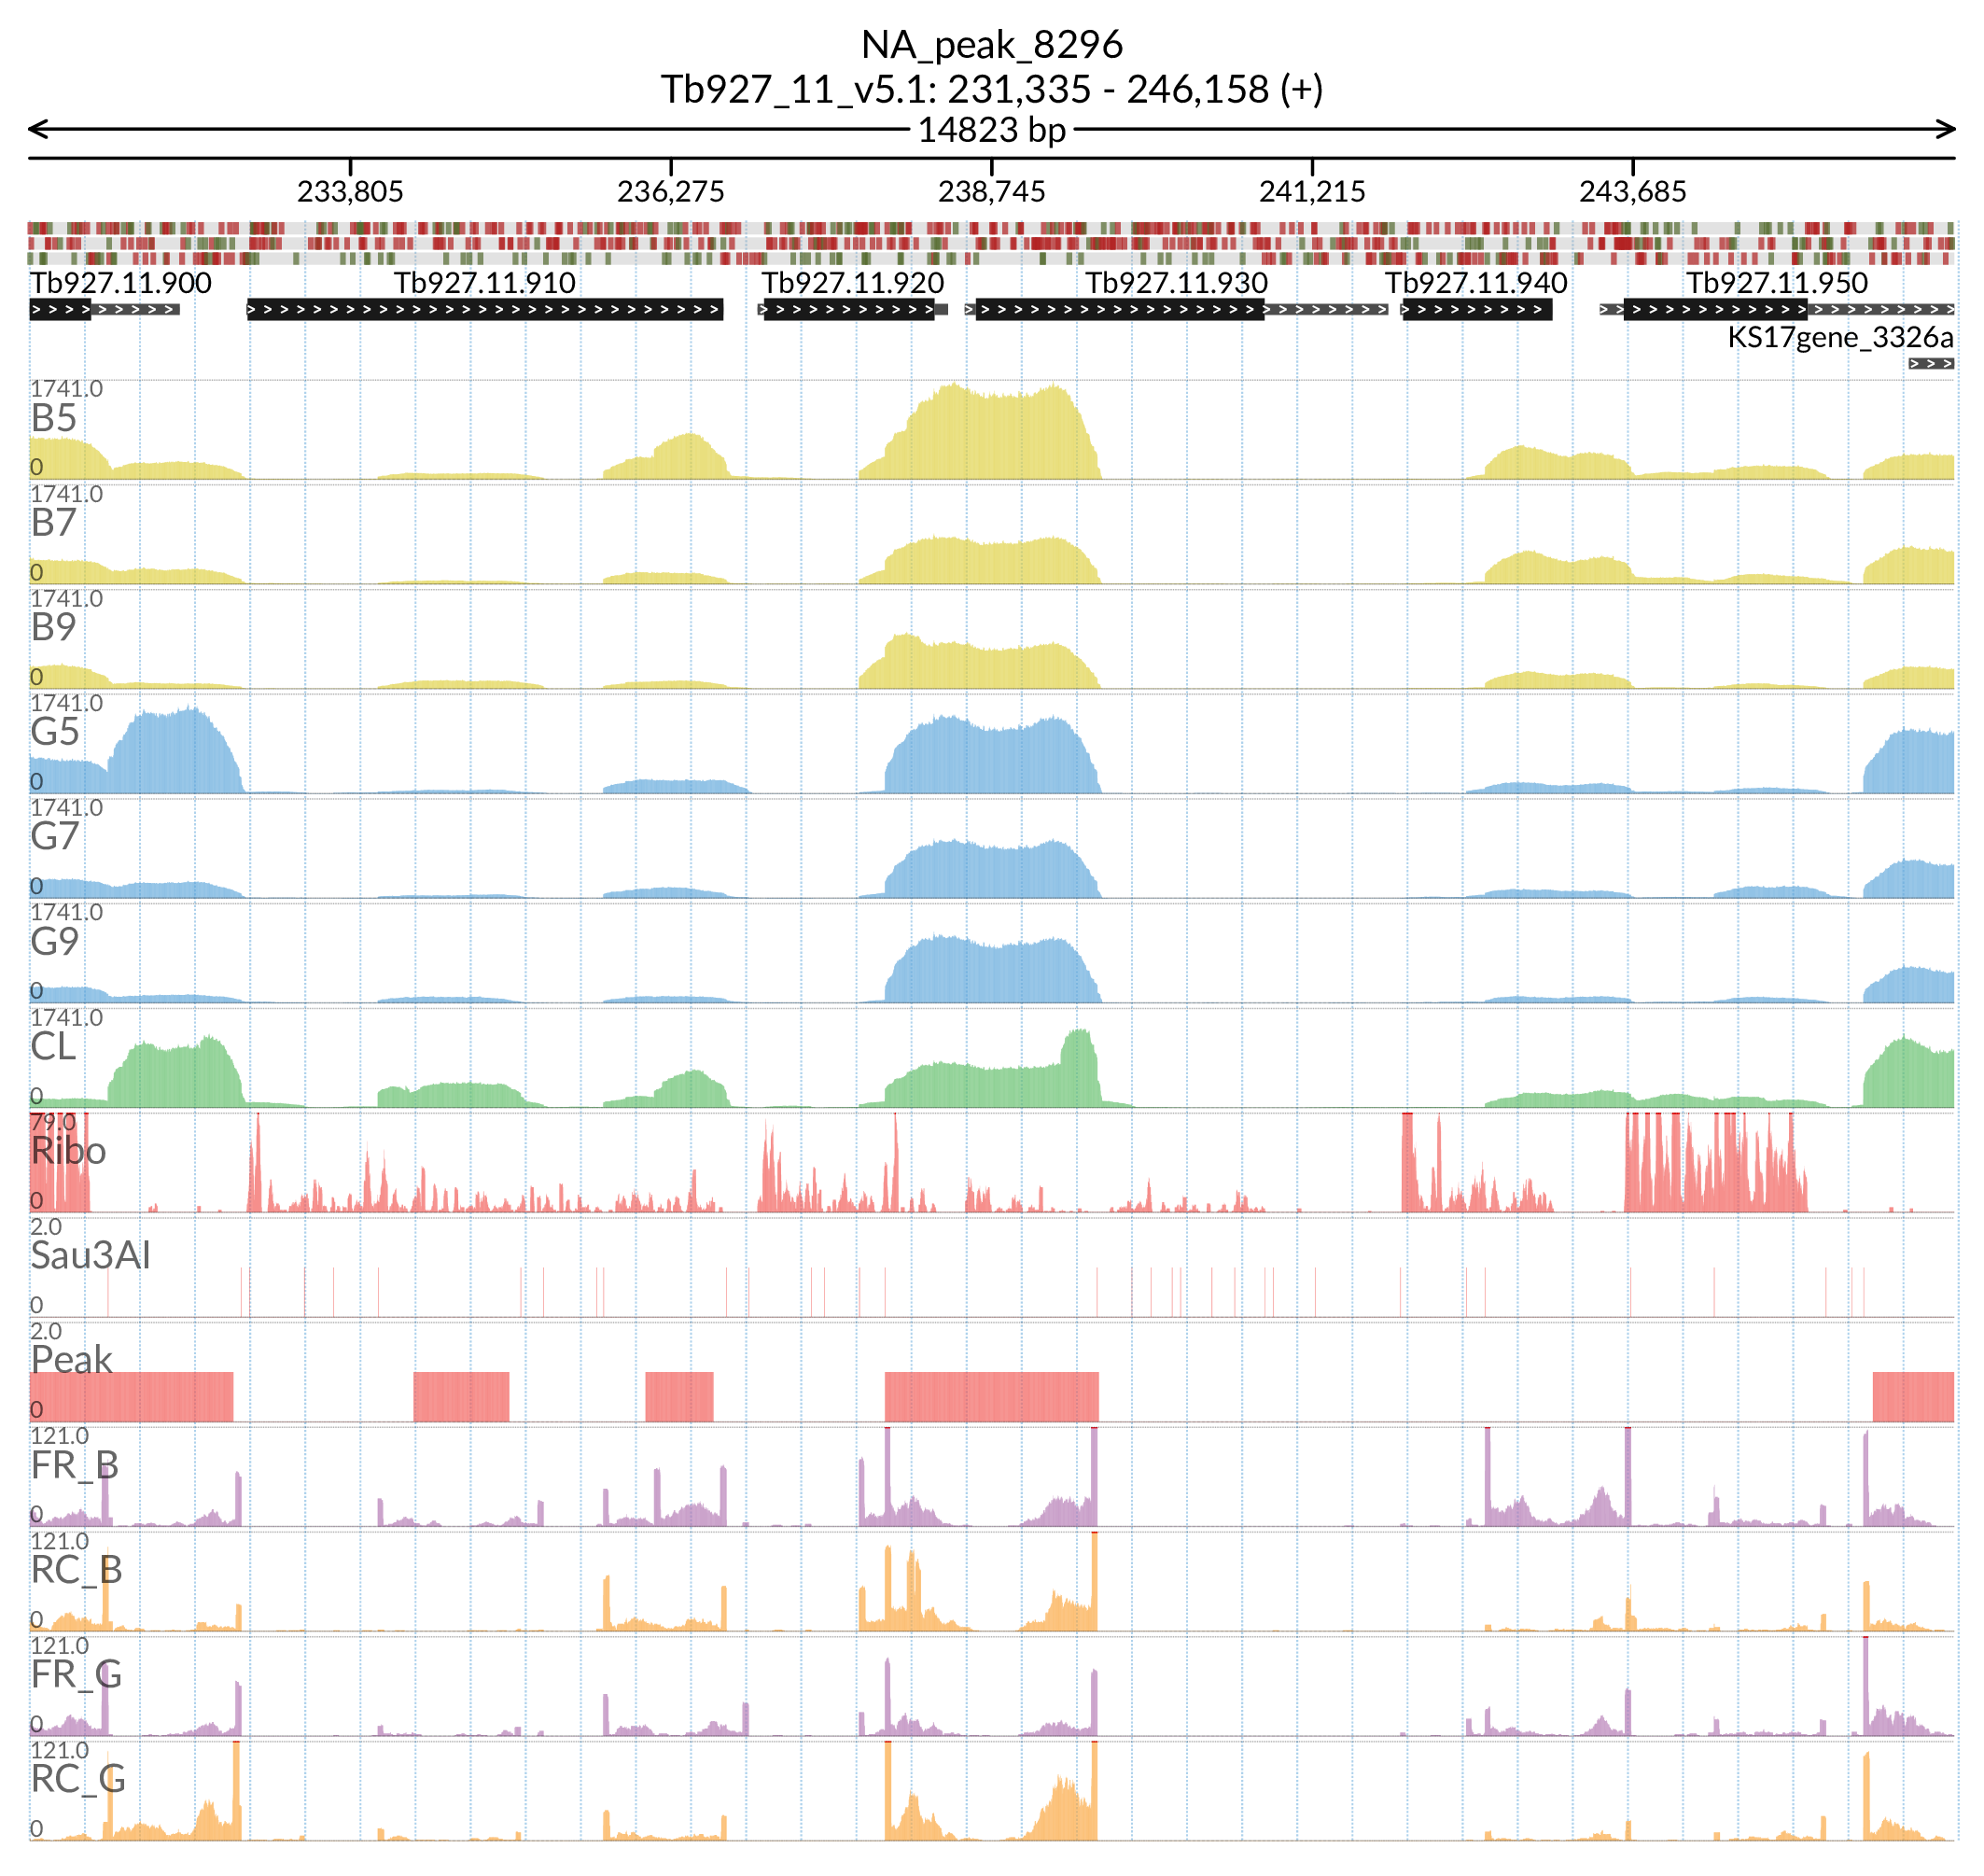 NA_peak_8296
Tb927_11_v5.1: 231,335 - 246,158 (+)
14823 bp
233,805 236,275 238,745 241,215 243,685
Tb927.11.900 Tb927.11.910 Tb927.11.920 Tb927.11.930 Tb927.11.940 Tb927.11.950
KS17gene_3326a
1741.0
B5
0
1741.0
B7
0
1741.0
B9
0
1741.0
G5
0
1741.0
G7
0
1741.0
G9
0
1741.0
CL
0
79.0
Ribo
0
2.0
Sau3AI
0
2.0
Peak
0
121.0
FR_B
0
121.0
RC_B
0
121.0
FR_G
0
121.0
RC_G
0